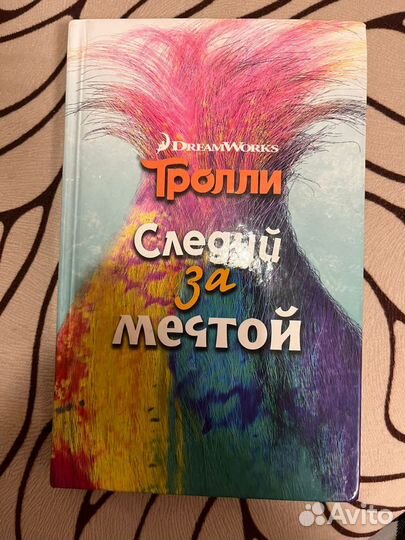 DREAMWORKS
Тролли
Следуй
за
мечтой
Avito